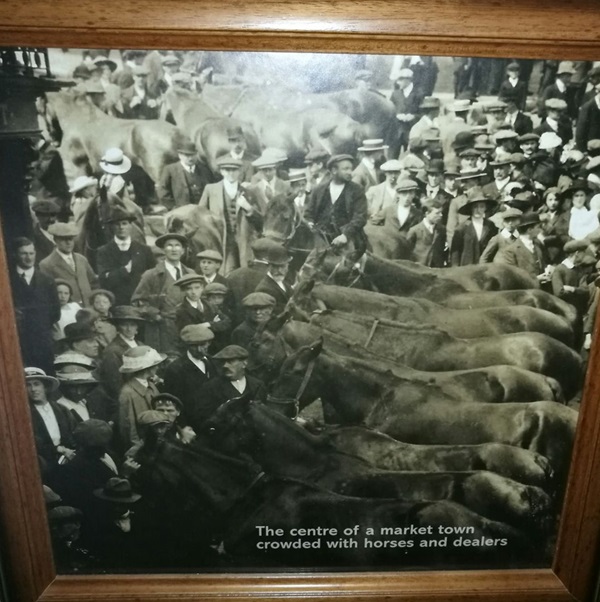 The centre of a market town
crowded with horses and dealers